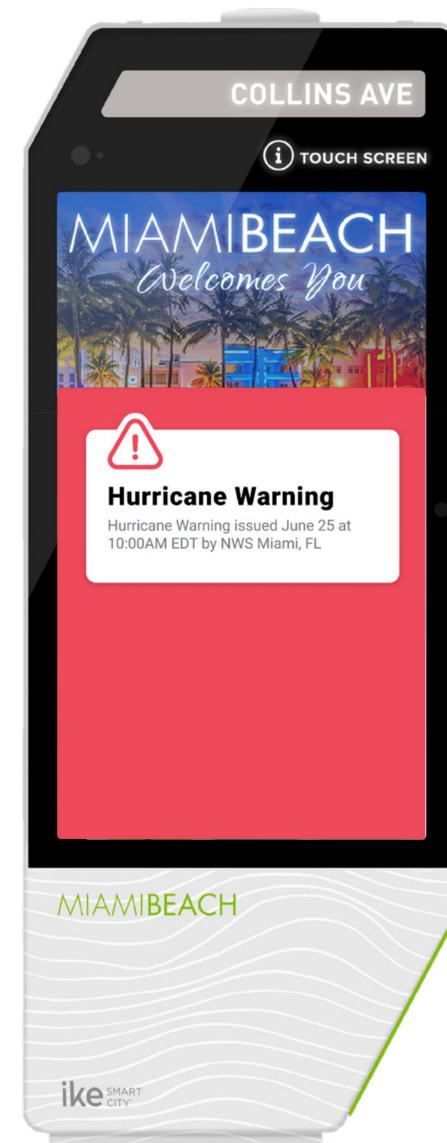 COLLINS AVE
i TOUCH SCREEN
MIAMIBEACH
Welcomes You
!
Hurricane Warning
Hurricane Warning issued June 25 at
10:00AM EDT by NWS Miami, FL
MIAMIBEACH
ike SMART
CITY